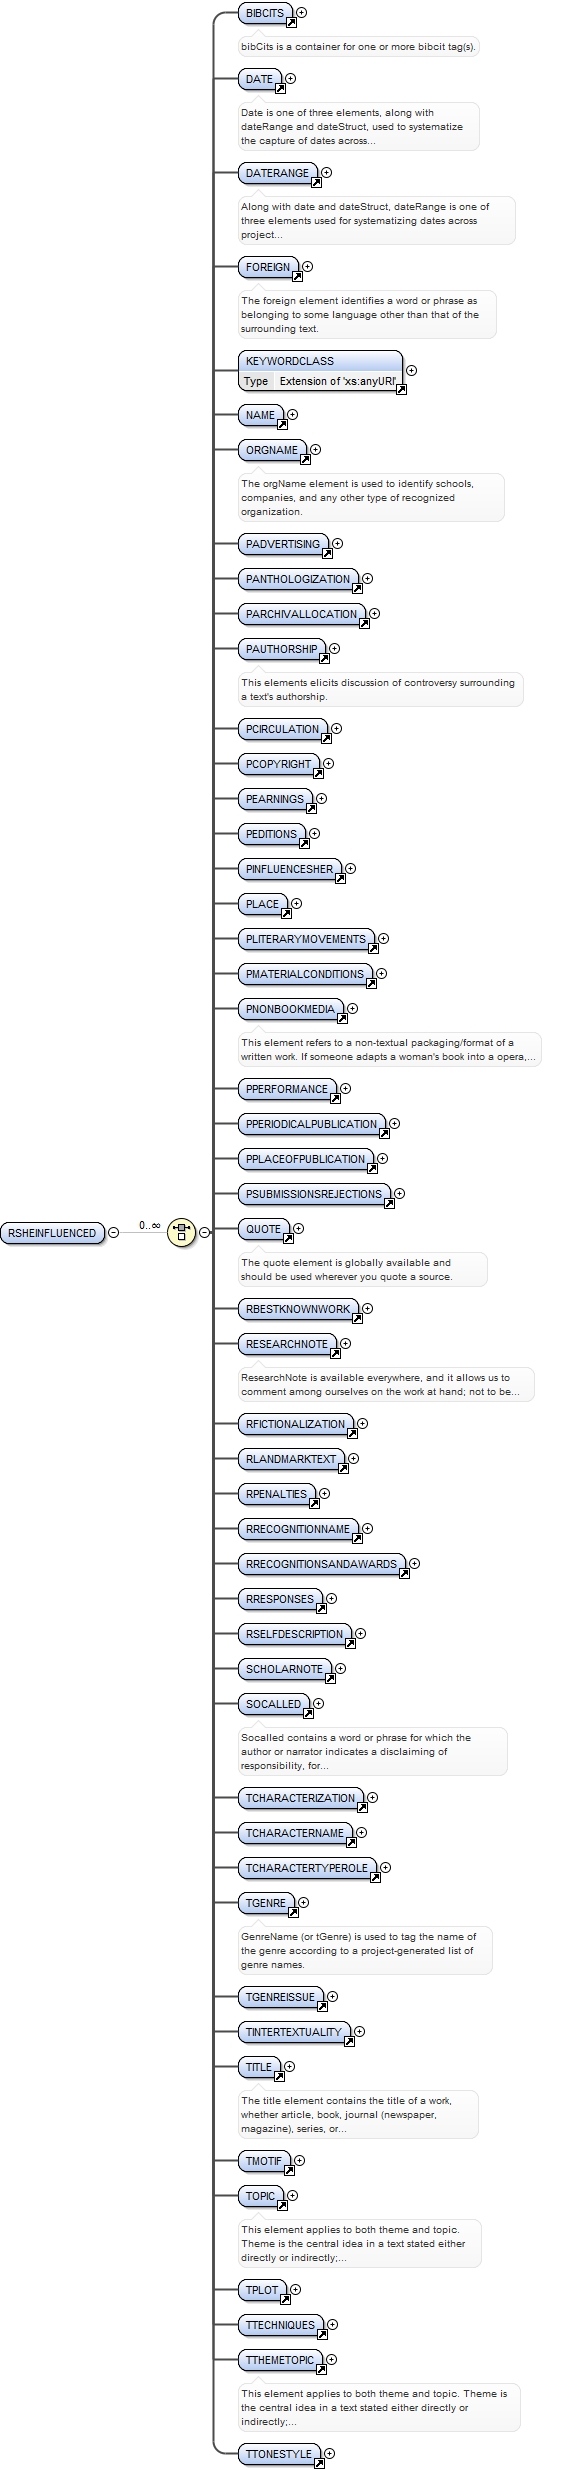 BIBCITS
bibCits is a container for one or more bibcit tag(s).
DATE
Date is one of three elements, along with
dateRange and dateStruct, used to systematize
the capture of dates across...
DATERANGE
Along with date and dateStruct, dateRange is one of
three elements used for systematizing dates across
project...
FOREIGN
The foreign element identifies a word or phrase as
belonging to some language other than that of the
surrounding text.
KEYWORDCLASS
Type Extension of 'xs:anyURI'
NAME
ORGNAME
The orgName element is used to identify schools,
companies, and any other type of recognized
organization.
PADVERTISING
PANTHOLOGIZATION
PARCHIVALLOCATION
PAUTHORSHIP
This elements elicits discussion of controversy surrounding
a text's authorship.
PCIRCULATION
PCOPYRIGHT
PEARNINGS
PEDITIONS
PINFLUENCESHER
PLACE
PLITERARYMOVEMENTS
PMATERIALCONDITIONS
PNONBOOKMEDIA
This element refers to a non-textual packaging/format of a
written work. If someone adapts a woman's book into a opera,...
PPERFORMANCE
PPERIODICALPUBLICATION
PPLACEOFPUBLICATION
PSUBMISSIONSREJECTIONS
RSHEINFLUENCED 0..∞
QUOTE
The quote element is globally available and
should be used wherever you quote a source.
RBESTKNOWNWORK
RESEARCHNOTE
ResearchNote is available everywhere, and it allows us to
comment among ourselves on the work at hand; not to be...
RFICTIONALIZATION
RLANDMARKTEXT
RPENALTIES
RRECOGNITIONNAME
RRECOGNITIONSANDAWARDS
RRESPONSES
RSELFDESCRIPTION
SCHOLARNOTE
SOCALLED
Socalled contains a word or phrase for which the
author or narrator indicates a disclaiming of
responsibility, for...
TCHARACTERIZATION
TCHARACTERNAME
TCHARACTERTYPEROLE
TGENRE
GenreName (or tGenre) is used to tag the name of
the genre according to a project-generated list of
genre names.
TGENREISSUE
TINTERTEXTUALITY
TITLE
The title element contains the title of a work,
whether article, book, journal (newspaper,
magazine), series, or...
TMOTIF
TOPIC
This element applies to both theme and topic.
Theme is the central idea in a text stated either
directly or indirectly;...
TPLOT
TTECHNIQUES
TTHEMETOPIC
This element applies to both theme and topic. Theme is
the central idea in a text stated either directly or
indirectly;...
TTONESTYLE